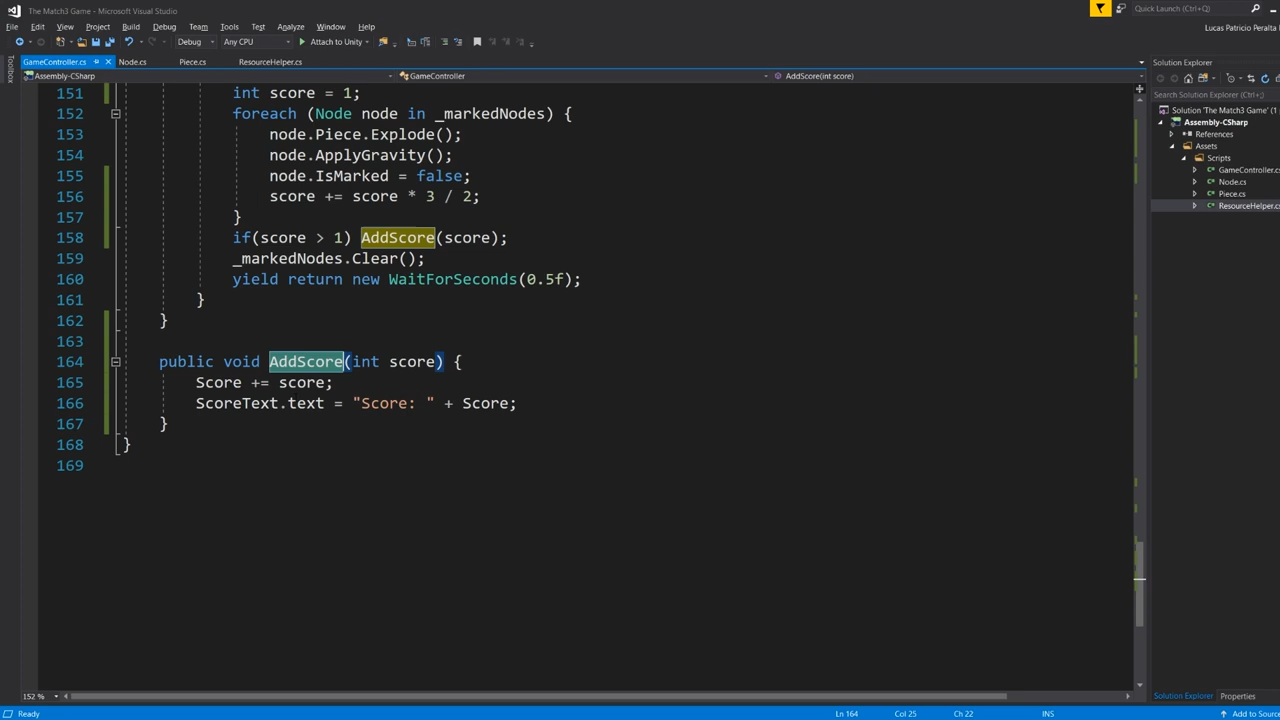 The Match3 Game - Microsoft Visual Studio
Quick Launch (Ctrl+Q)
File Edit View Project Build Debug Team Tools Test Analyze Window Help
Lucas Patricio Peralta
Debug Any CPU Attach to Unity
GameController.cs Node.cs Piece.cs ResourceHelper.cs
Assembly-CSharp GameController AddScore(int score)
Toolbox
151 int score = 1;
152 foreach (Node node in _markedNodes) {
153 node.Piece.Explode();
154 node.ApplyGravity();
155 node.IsMarked = false;
156 score += score * 3 / 2;
157 }
158 if(score > 1) AddScore(score);
159 _markedNodes.Clear();
160 yield return new WaitForSeconds(0.5f);
161 }
162 }
163
164 public void AddScore(int score) {
165 Score += score;
166 ScoreText.text = "Score: " + Score;
167 }
168 }
169
Solution Explorer
Search Solution Explorer (Ctrl+
Solution 'The Match3 Game' (1
Assembly-CSharp
References
Assets
Scripts
GameController.c
Node.cs
Piece.cs
ResourceHelper.cs
152 %
Solution Explorer Properties
Ready Ln 164 Col 25 Ch 22 INS Add to Source